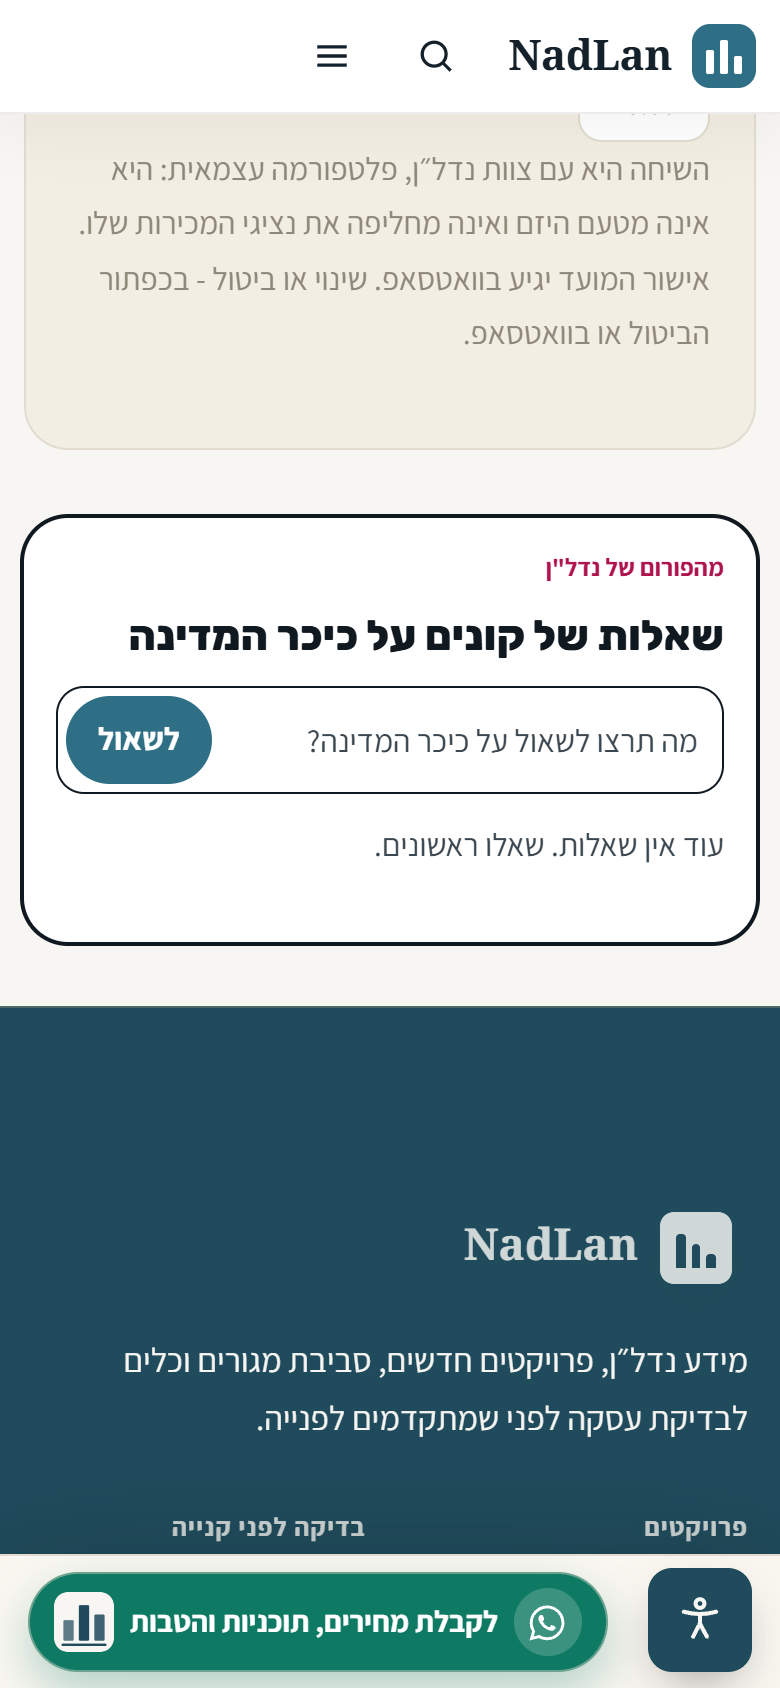 NadLan
השיחה היא עם צוות נדל״ן, פלטפורמה עצמאית: היא
אינה מטעם היזם ואינה מחליפה את נציגי המכירות שלו.
אישור המועד יגיע בוואטסאפ. שינוי או ביטול - בכפתור
הביטול או בוואטסאפ.
מהפורום של נדל"ן
שאלות של קונים על כיכר המדינה
מה תרצו לשאול על כיכר המדינה?
לשאול
עוד אין שאלות. שאלו ראשונים.
NadLan
מידע נדל״ן, פרויקטים חדשים, סביבת מגורים וכלים
לבדיקת עסקה לפני שמתקדמים לפנייה.
פרויקטים
בדיקה לפני קנייה
לקבלת מחירים, תוכניות והטבות